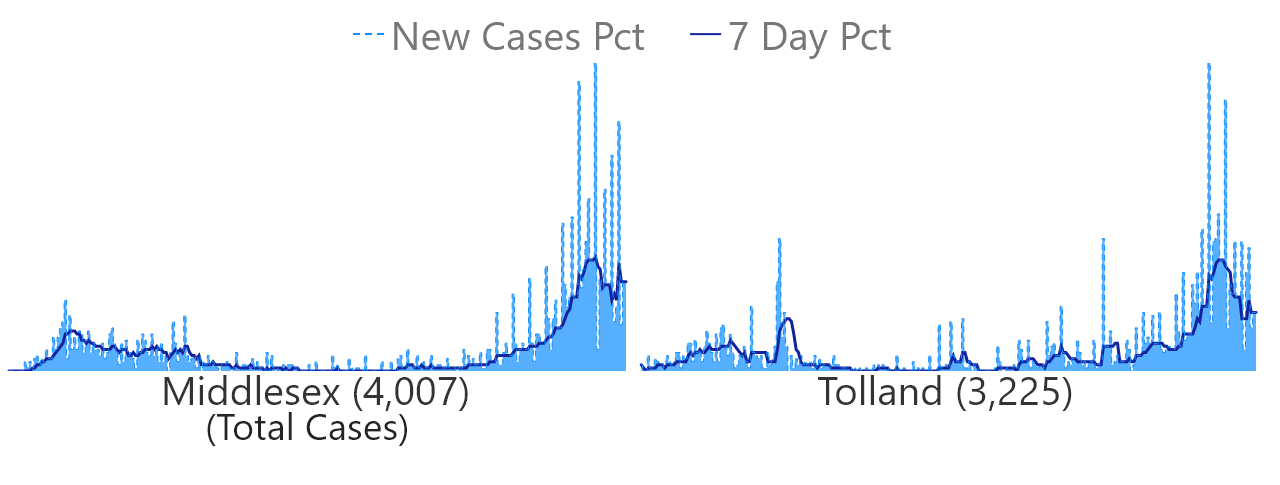 New Cases Pct 7 Day Pct
Middlesex (4,007) Tolland (3,225)
(Total Cases)